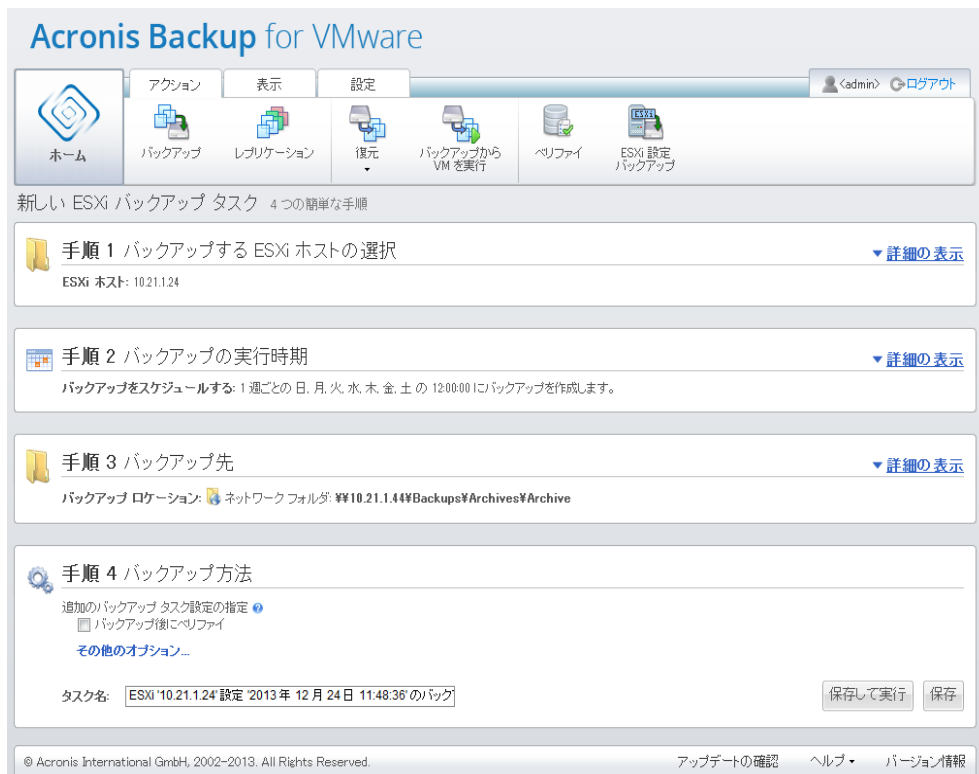 Acronis Backup for VMware
アクション 表示 設定 <admin> ログアウト
ホーム バックアップ レプリケーション 復元 バックアップから VM を実行 ベリファイ ESXi 設定 バックアップ
新しい ESXi バックアップ タスク 4 つの簡単な手順
手順 1 バックアップする ESXi ホストの選択 詳細の表示
ESXi ホスト: 10.21.1.24
手順 2 バックアップの実行時期 詳細の表示
バックアップをスケジュールする: 1 週ごとの 日, 月, 火, 水, 木, 金, 土 の 12:00:00 にバックアップを作成します。
手順 3 バックアップ先 詳細の表示
バックアップ ロケーション: ネットワーク フォルダ: ¥¥10.21.1.44¥Backups¥Archives¥Archive
手順 4 バックアップ方法
追加のバックアップ タスク設定の指定
バックアップ後にベリファイ
その他のオプション...
タスク名: ESXi '10.21.1.24' 設定 '2013 年 12 月 24 日 11:48:36' のバック 保存して実行 保存
© Acronis International GmbH, 2002-2013. All Rights Reserved. アップデートの確認 ヘルプ バージョン情報